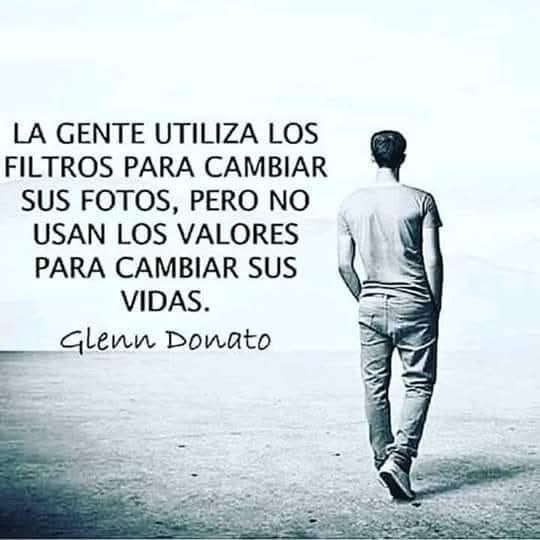 LA GENTE UTILIZA LOS
FILTROS PARA CAMBIAR
SUS FOTOS, PERO NO
USAN LOS VALORES
PARA CAMBIAR SUS
VIDAS.
Glenn Donato